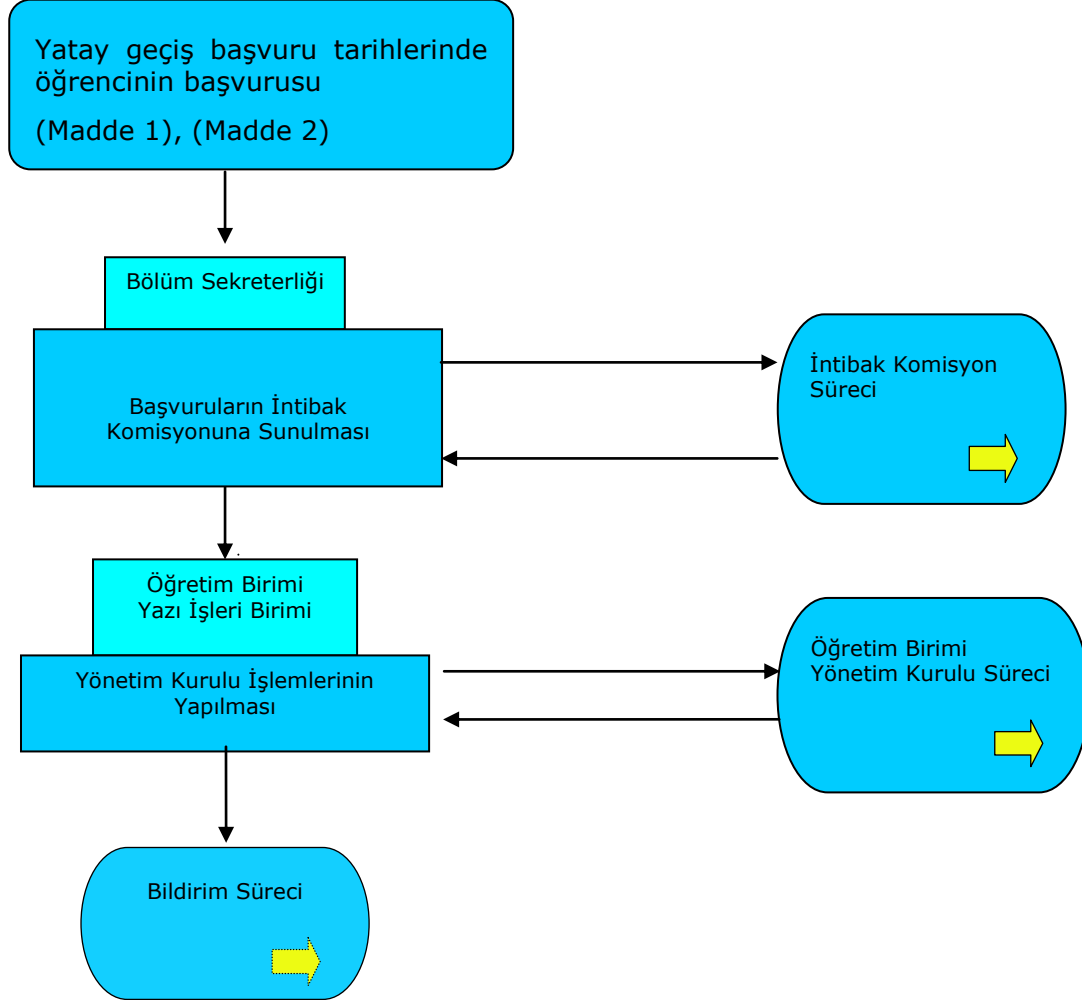 Yatay geçiş başvuru tarihlerinde
öğrencinin başvurusu
(Madde 1), (Madde 2)
Bölüm Sekreterliği
Başvuruların İntibak
Komisyonuna Sunulması
İntibak Komisyon
Süreci
Öğretim Birimi
Yazı İşleri Birimi
Yönetim Kurulu İşlemlerinin
Yapılması
Öğretim Birimi
Yönetim Kurulu Süreci
Bildirim Süreci